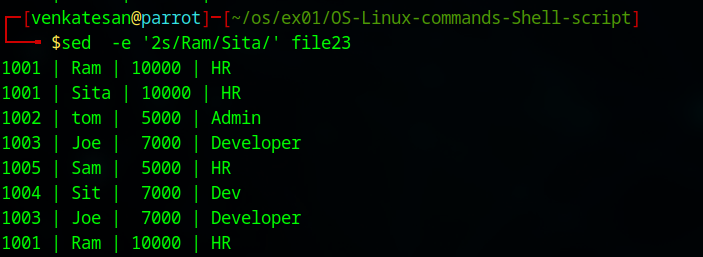 ┌─[venkatesan@parrot]─[~/os/ex01/OS-Linux-commands-Shell-script]
└──╼ $sed  -e '2s/Ram/Sita/' file23
1001 | Ram | 10000 | HR
1001 | Sita | 10000 | HR
1002 | tom |  5000 | Admin
1003 | Joe |  7000 | Developer
1005 | Sam |  5000 | HR
1004 | Sit |  7000 | Dev
1003 | Joe |  7000 | Developer
1001 | Ram | 10000 | HR